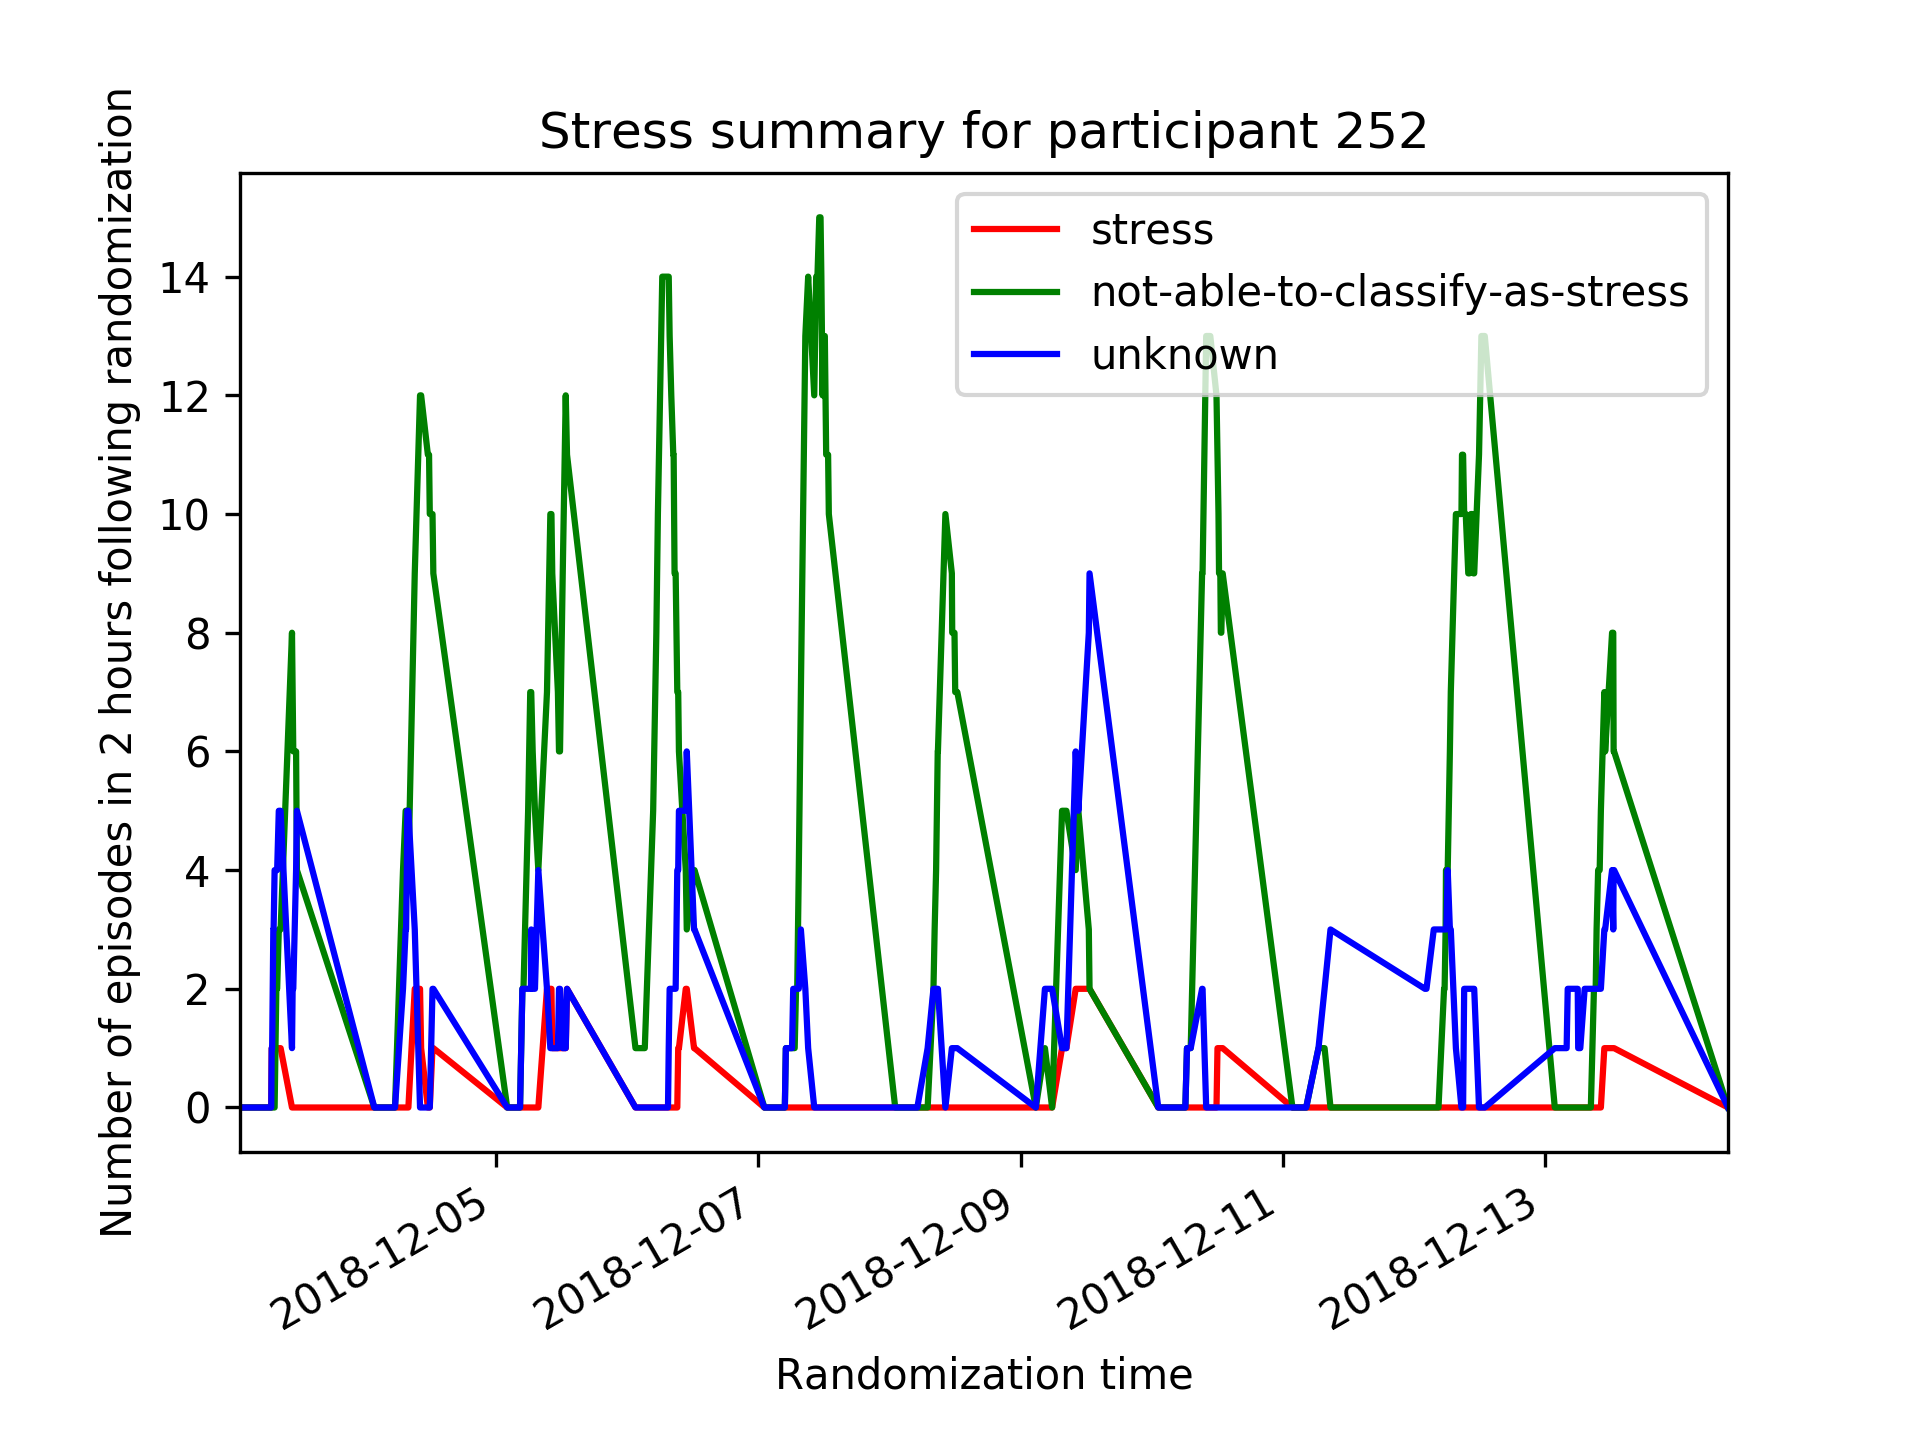 Stress summary for participant 252
Number of episodes in 2 hours following randomization
14
12
10
8
6
4
2
0
stress
not-able-to-classify-as-stress
unknown
2018-12-05
2018-12-07
2018-12-09
2018-12-11
2018-12-13
Randomization time